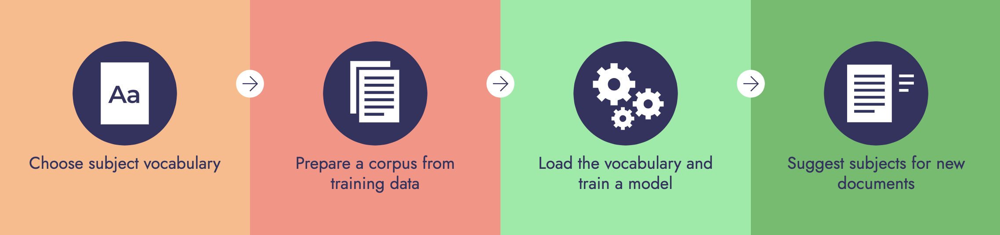 Aa
Choose subject vocabulary
Prepare a corpus from
training data
Load the vocabulary and
train a model
Suggest subjects for new
documents